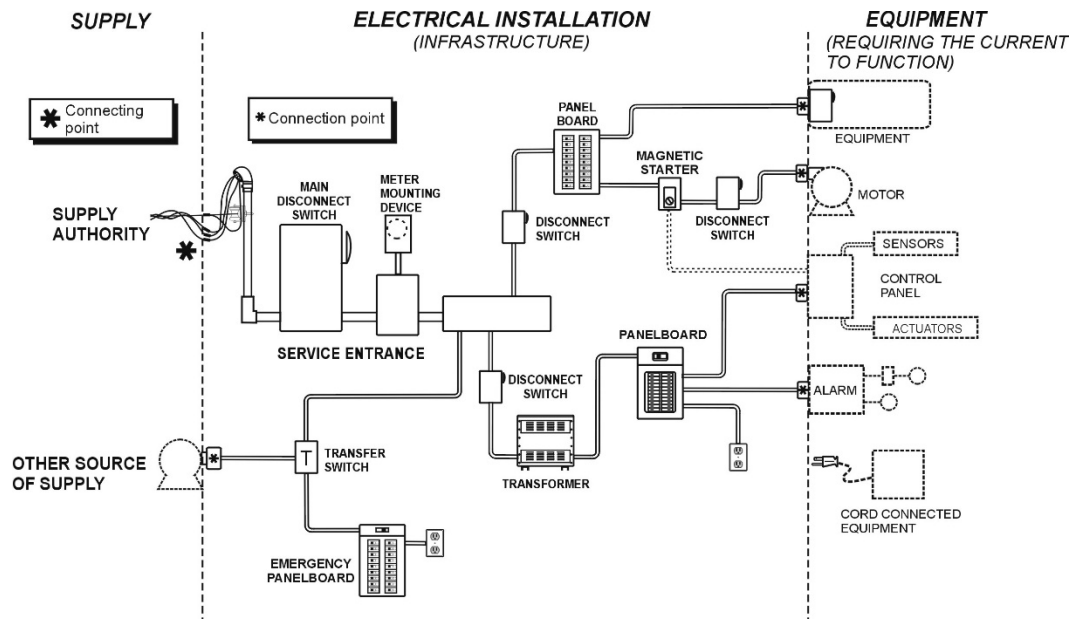 SUPPLY
ELECTRICAL INSTALLATION
(INFRASTRUCTURE)
EQUIPMENT
(REQUIRING THE CURRENT
TO FUNCTION)
* Connecting
point
* Connection point
PANEL
BOARD
EQUIPMENT
MAGNETIC
STARTER
METER
MOUNTING
DEVICE
MAIN
DISCONNECT
SWITCH
MOTOR
SUPPLY
AUTHORITY
*
DISCONNECT
SWITCH
DISCONNECT
SWITCH
SENSORS
CONTROL
PANEL
ACTUATORS
SERVICE ENTRANCE
PANELBOARD
DISCONNECT
SWITCH
ALARM
OTHER SOURCE
OF SUPPLY
T
TRANSFER
SWITCH
TRANSFORMER
CORD CONNECTED
EQUIPMENT
EMERGENCY
PANELBOARD